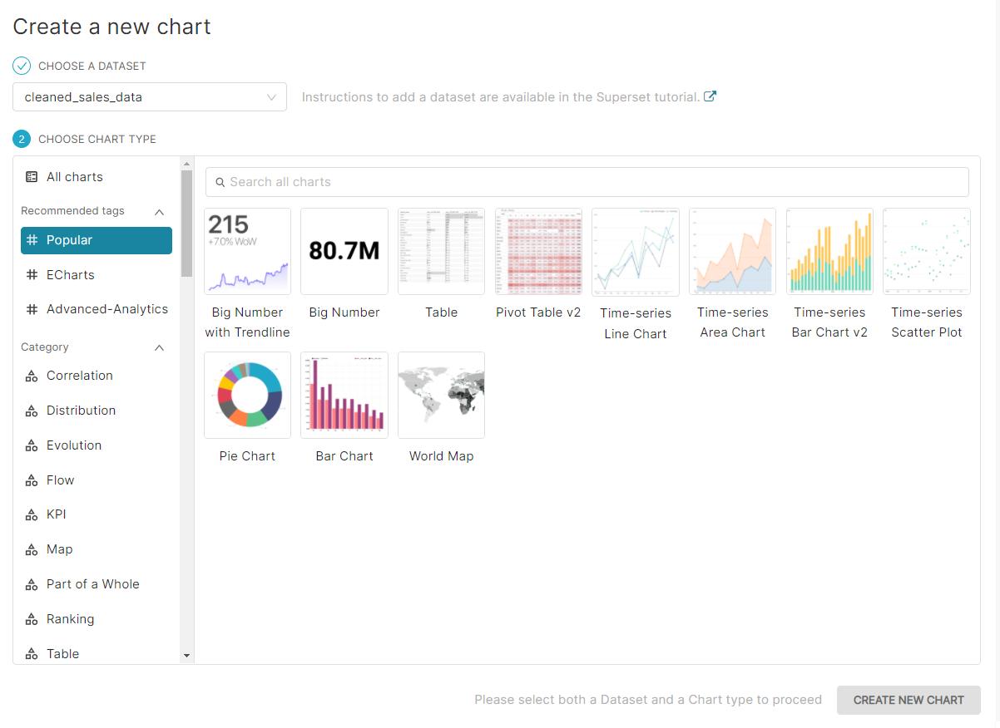 Create a new chart
CHOOSE A DATASET
cleaned_sales_data
Instructions to add a dataset are available in the Superset tutorial.
2 CHOOSE CHART TYPE
All charts
Recommended tags
Popular
ECharts
Advanced-Analytics
Category
Correlation
Distribution
Evolution
Flow
KPI
Map
Part of a Whole
Ranking
Table
Search all charts
215
+7.0% WoW
80.7M
Big Number
with Trendline
Big Number
Table
Pivot Table v2
Time-series
Line Chart
Time-series
Area Chart
Time-series
Bar Chart v2
Time-series
Scatter Plot
Pie Chart
Bar Chart
World Map
Please select both a Dataset and a Chart type to proceed
CREATE NEW CHART